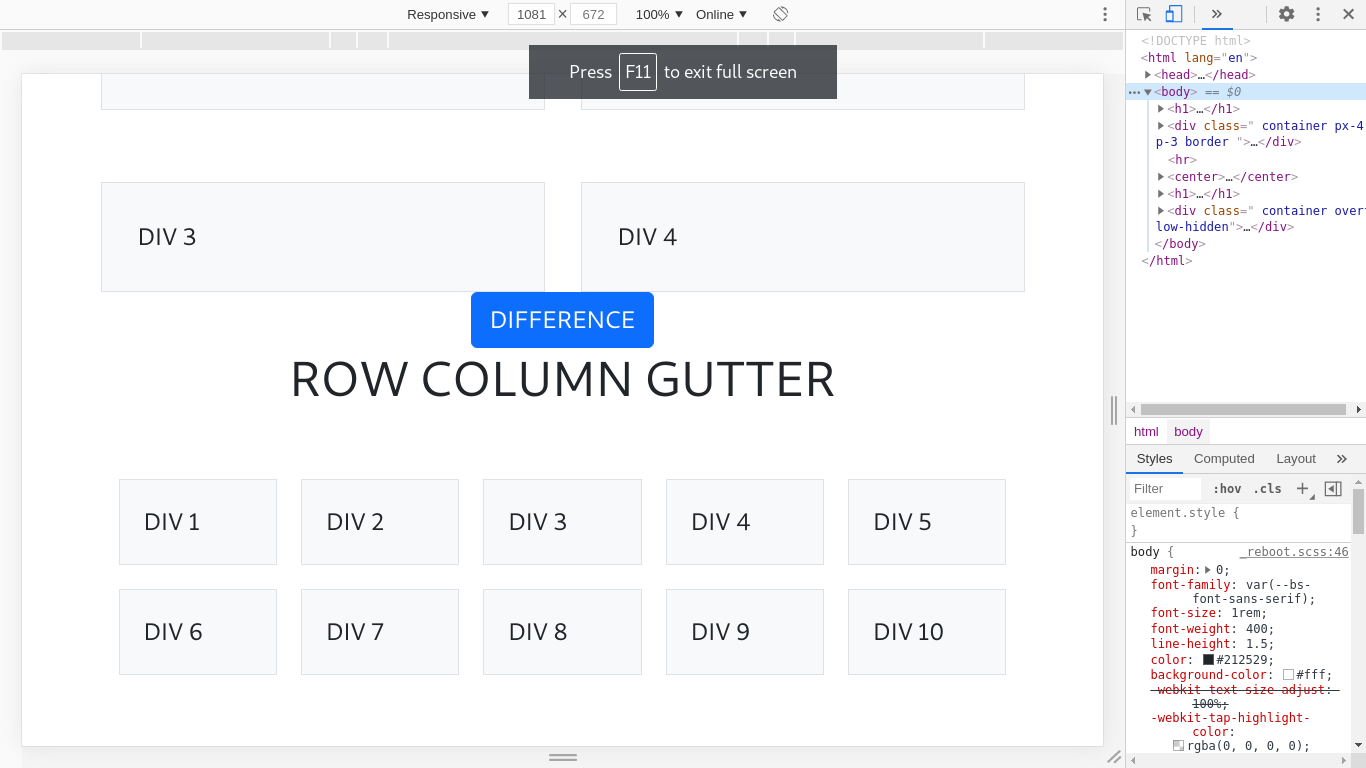 Responsive ▼ 1081 × 672 100% ▼ Online ▼
Press F11 to exit full screen
DIV 3 DIV 4
DIFFERENCE
ROW COLUMN GUTTER
DIV 1 DIV 2 DIV 3 DIV 4 DIV 5
DIV 6 DIV 7 DIV 8 DIV 9 DIV 10
<!DOCTYPE html>
<html lang="en">
<head>…</head>
<body> == $0
<h1>…</h1>
<div class=" container px-4
p-3 border ">…</div>
<hr>
<center>…</center>
<h1>…</h1>
<div class=" container over
low-hidden">…</div>
</body>
</html>
html body
Styles Computed Layout
Filter :hov .cls
element.style {
}
body { _reboot.scss:46
margin: 0;
font-family: var(--bs-
font-sans-serif);
font-size: 1rem;
font-weight: 400;
line-height: 1.5;
color: #212529;
background-color: #fff;
-webkit-text-size-adjust:
100%;
-webkit-tap-highlight-
color:
rgba(0, 0, 0, 0);